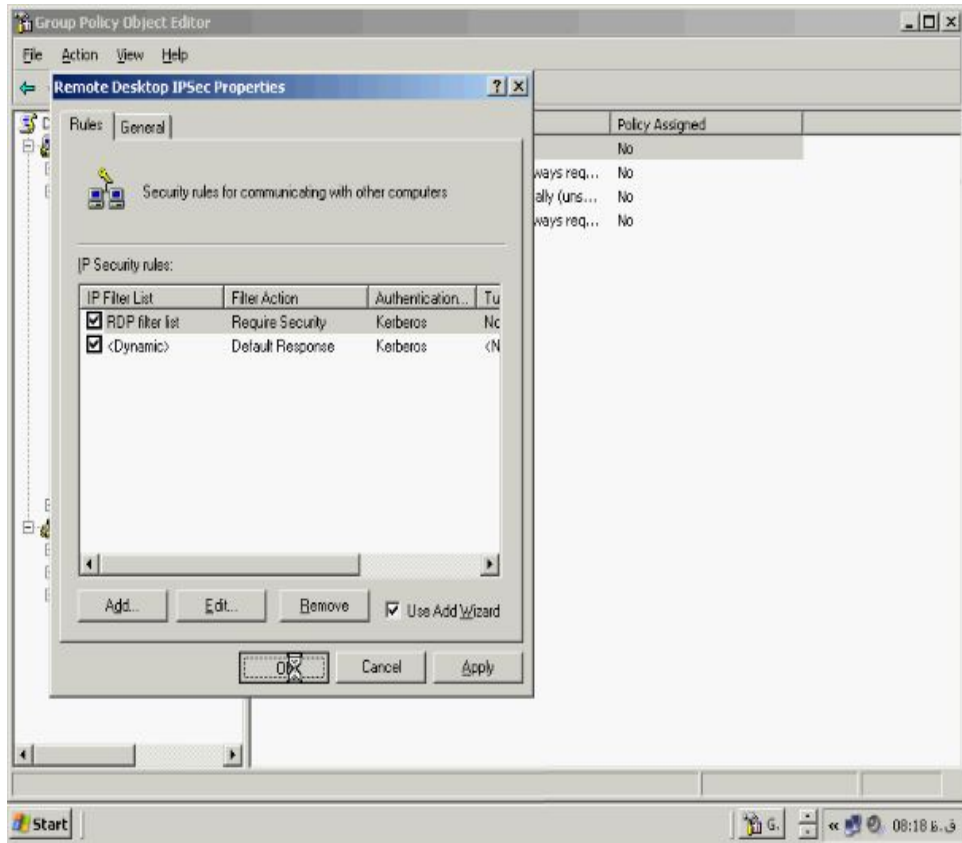 Group Policy Object Editor
File Action View Help
Remote Desktop IPSec Properties
Rules General
Policy Assigned
No
ways req... No
ally (uns... No
ways req... No
Security rules for communicating with other computers
IP Security rules:
IP Filter List Filter Action Authentication... Tu
RDP filter list Require Security Kerberos No
<Dynamic> Default Response Kerberos <N
Add... Edit... Remove Use Add Wizard
OK Cancel Apply
Start G. « 08:18 ق.ظ